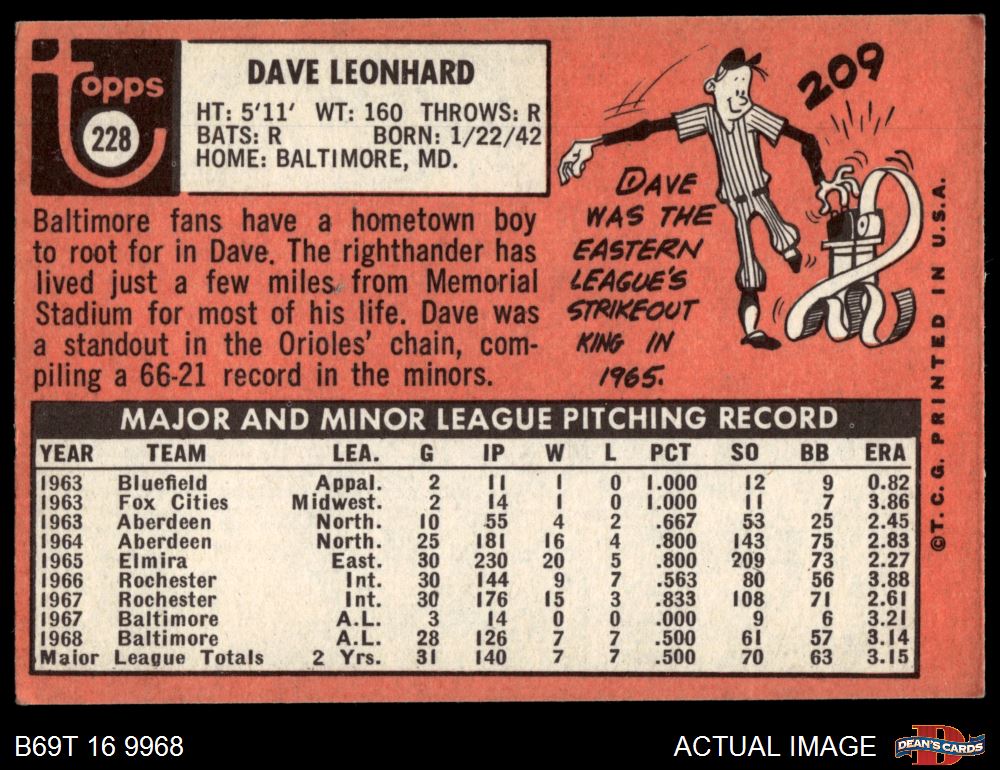 Topps
228
DAVE LEONHARD
HT: 5'11' WT: 160 THROWS: R
BATS: R BORN: 1/22/42
HOME: BALTIMORE, MD.
Baltimore fans have a hometown boy
to root for in Dave. The righthander has
lived just a few miles from Memorial
Stadium for most of his life. Dave was
a standout in the Orioles' chain, com-
piling a 66-21 record in the minors.
209
DAVE
WAS THE
EASTERN
LEAGUE'S
STRIKEOUT
KING IN
1965.
MAJOR AND MINOR LEAGUE PITCHING RECORD
YEAR TEAM LEA. G IP W L PCT SO BB ERA
1963 Bluefield Appal. 2 11 1 0 1.000 12 9 0.82
1963 Fox Cities Midwest. 2 14 1 0 1.000 11 7 3.86
1963 Aberdeen North. 10 55 4 2 .667 53 25 2.45
1964 Aberdeen North. 25 181 16 4 .800 143 75 2.83
1965 Elmira East. 30 230 20 5 .800 209 73 2.27
1966 Rochester Int. 30 144 9 7 .563 80 56 3.88
1967 Rochester Int. 30 176 15 3 .833 108 71 2.61
1967 Baltimore A.L. 3 14 0 0 .000 9 6 3.21
1968 Baltimore A.L. 28 126 7 7 .500 61 57 3.14
Major League Totals 2 Yrs. 31 140 7 7 .500 70 63 3.15
©T.C.G. PRINTED IN U.S.A.
B69T 16 9968
ACTUAL IMAGE
D
DEAN'S CARDS